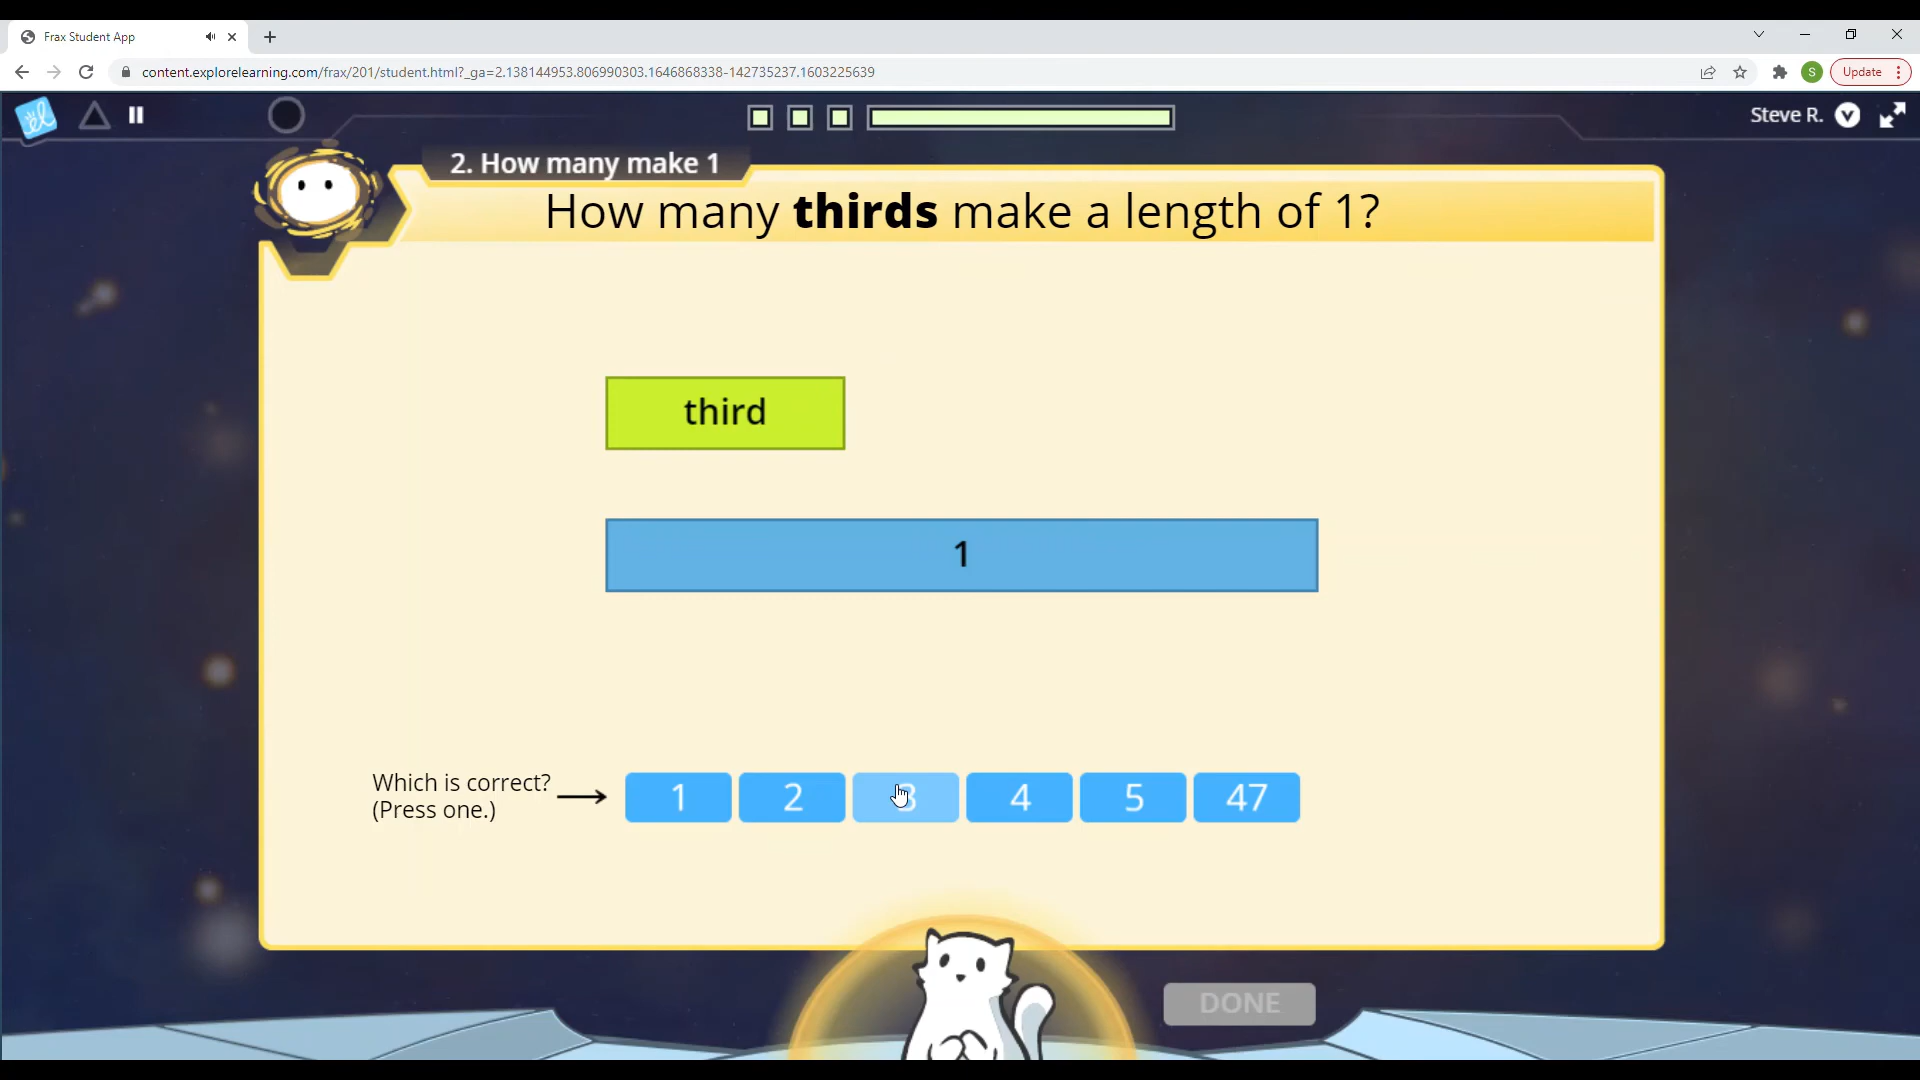 Frax Student App
content.explorelearning.com/frax/201/student.html?_ga=2.138144953.806990303.1646868338-142735237.1603225639
S
Update
el
Steve R.
2. How many make 1
How many thirds make a length of 1?
third
1
Which is correct?
(Press one.)
1 2 3 4 5 47
DONE